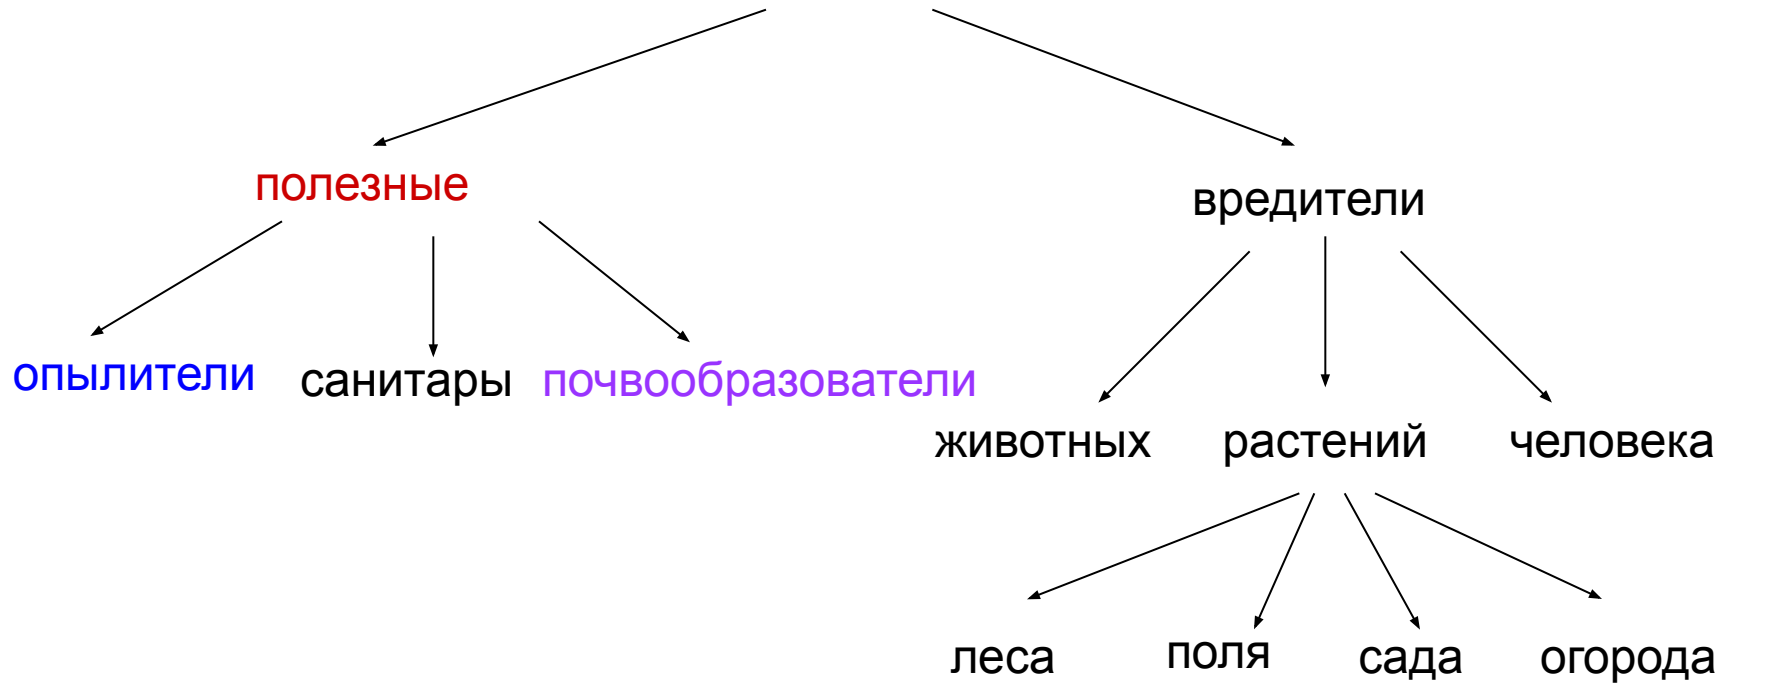 полезные
вредители
опылители
санитары
почвообразователи
животных
растений
человека
леса
поля
сада
огорода